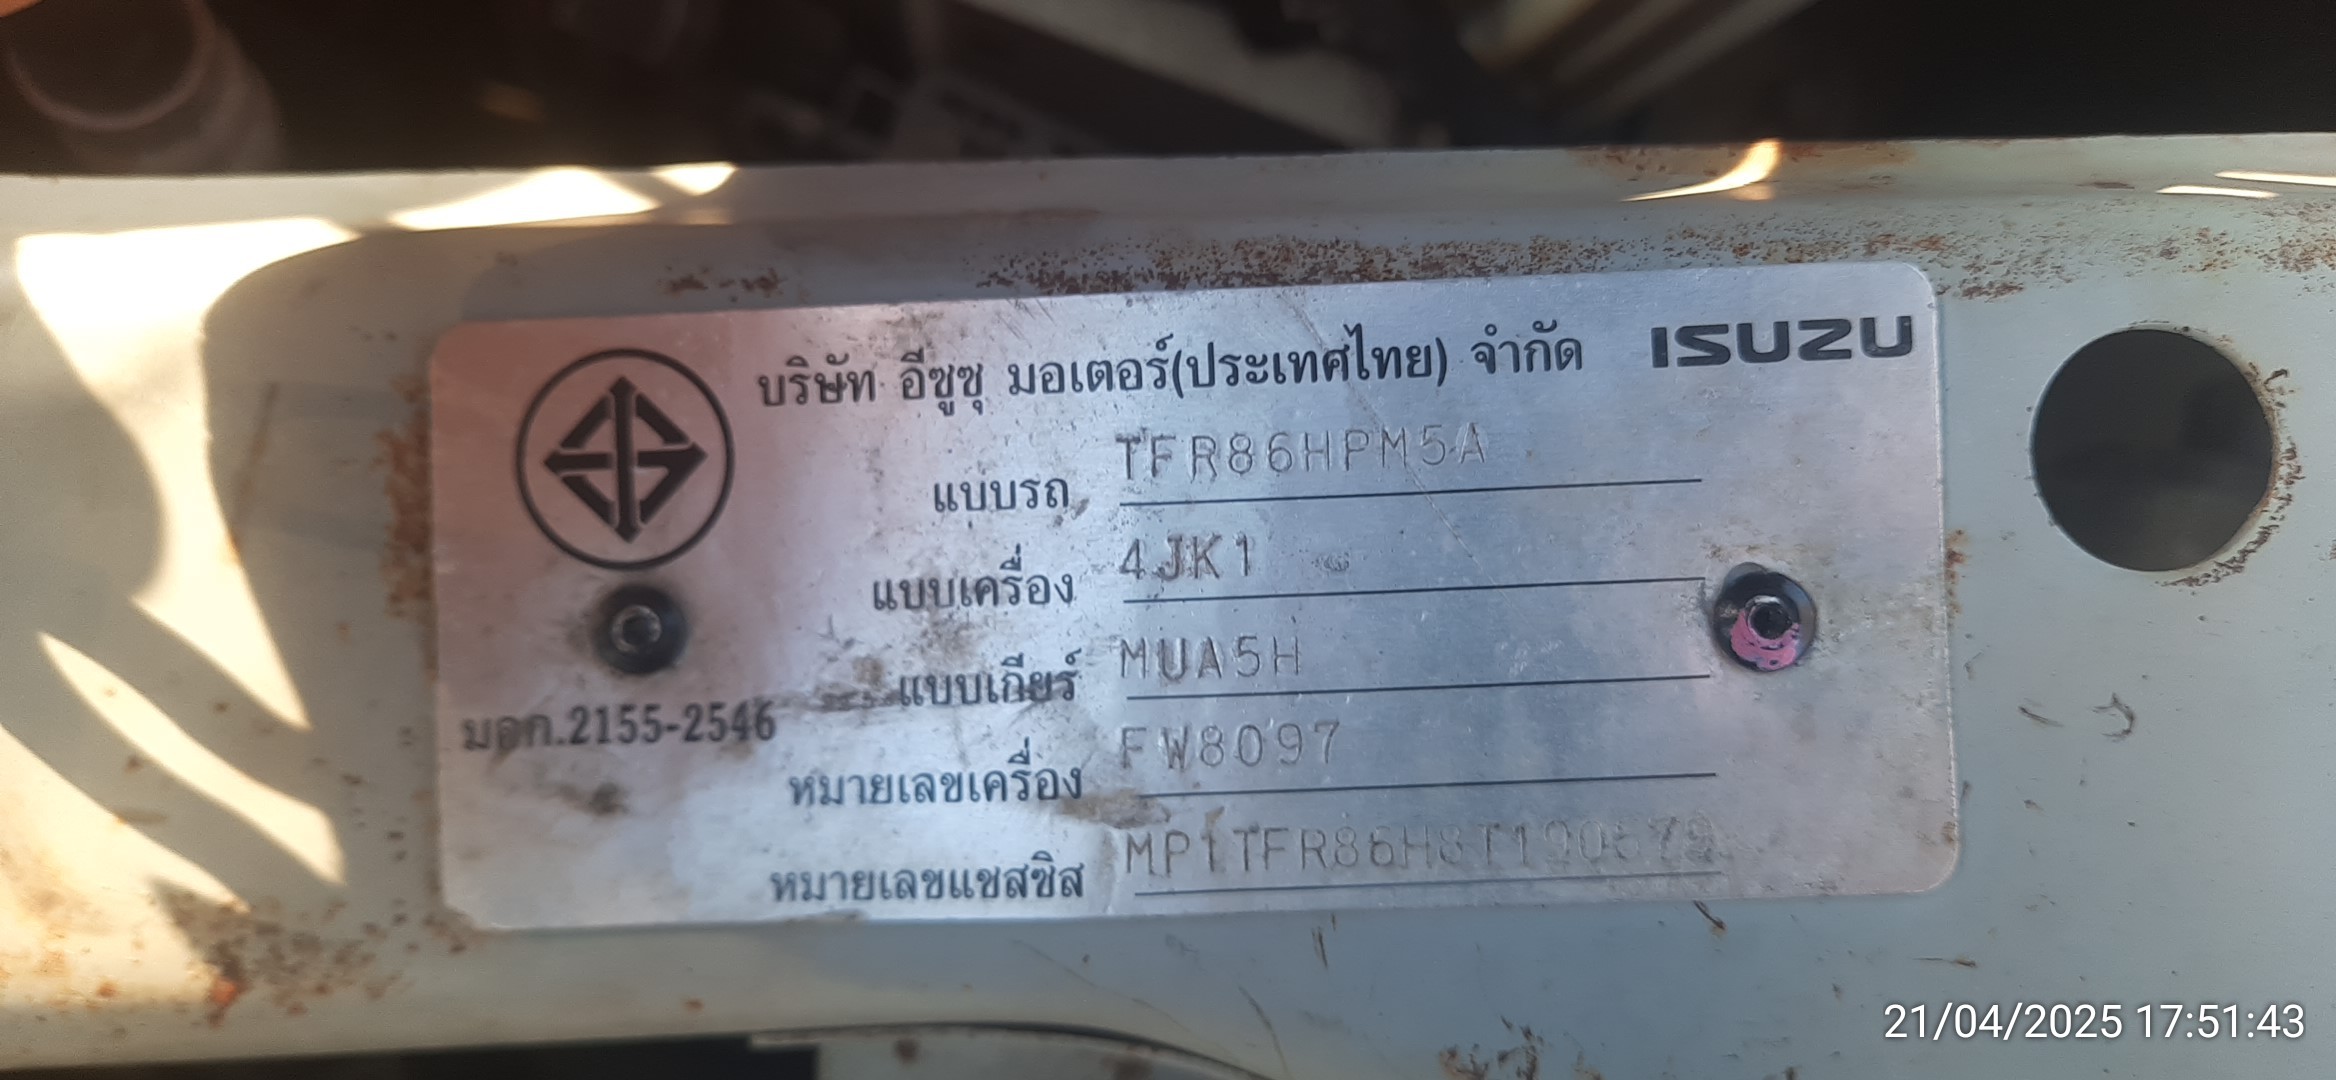 บริษัท อีซูซุ มอเตอร์(ประเทศไทย) จำกัด ISUZU
แบบรถ TFR86HPM5A
แบบเครื่อง 4JK1
แบบเกียร์ MUA5H
มอก.2155-2546
หมายเลขเครื่อง FW8097
หมายเลขแชสซิส
21/04/2025 17:51:43